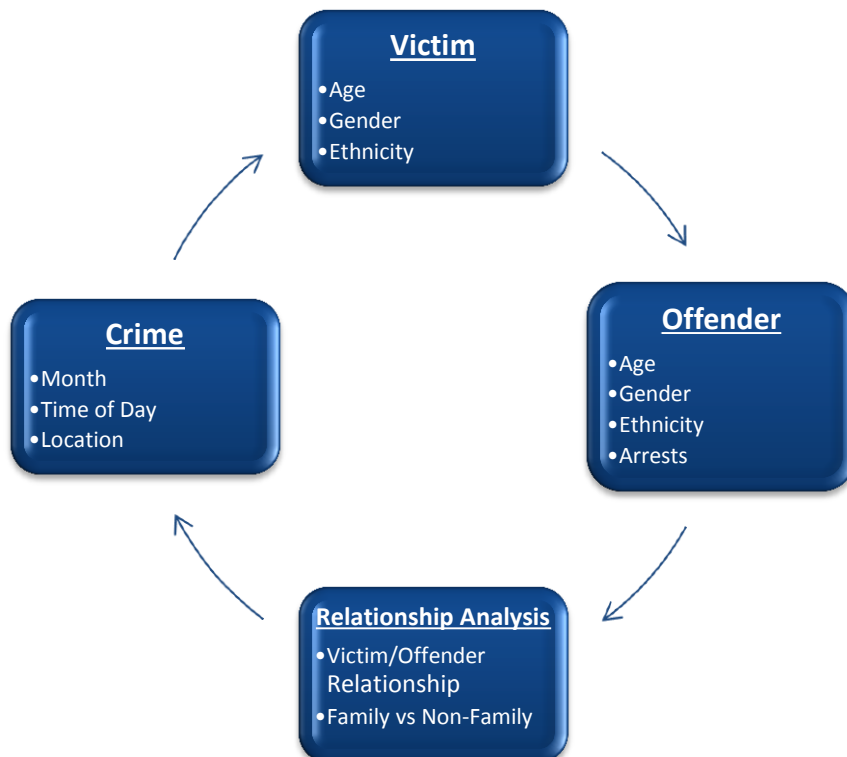 Victim
•Age
•Gender
•Ethnicity
Offender
•Age
•Gender
•Ethnicity
•Arrests
Relationship Analysis
•Victim/Offender
Relationship
•Family vs Non-Family
Crime
•Month
•Time of Day
•Location